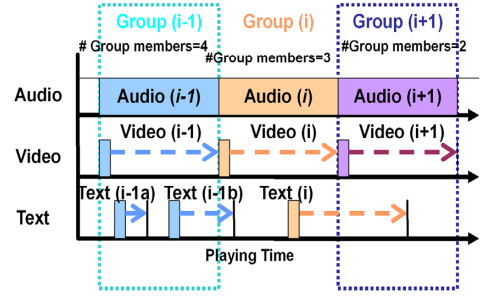 Group (i-1) Group (i) Group (i+1)
# Group members=4 #Group members=3 #Group members=2
Audio Audio (i-1) Audio (i) Audio (i+1)
Video (i-1) Video (i) Video (i+1)
Video
Text (i-1a) Text (i-1b) Text (i)
Text
Playing Time